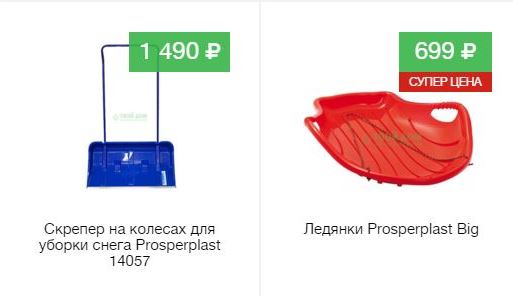 1 490 ₽
699 ₽
СУПЕР ЦЕНА
Скрепер на колесах для
уборки снега Prosperplast
14057
Ледянки Prosperplast Big